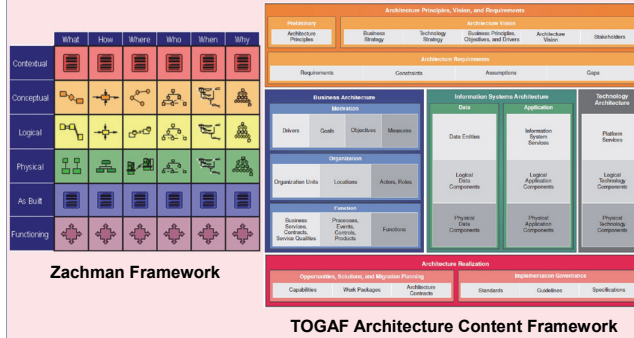 What How Where Who When Why
Contextual
Conceptual
Logical
Physical
As Built
Functioning
Zachman Framework
Architecture Principles, Vision, and Requirements
Preliminary
Architecture Vision
Architecture
Principles
Business
Strategy
Technology
Strategy
Business Principles,
Objectives, and Drivers
Architecture
Vision
Stakeholders
Architecture Requirements
Requirements
Constraints
Assumptions
Gaps
Business Architecture
Motivation
Drivers
Goals
Objectives
Measures
Organization
Organization Units
Locations
Actors, Roles
Function
Business
Services,
Contracts,
Service Qualities
Processes,
Events,
Controls,
Products
Functions
Information Systems Architecture
Data
Application
Data Entities
Information
System
Services
Logical
Data
Components
Logical
Application
Components
Physical
Data
Components
Physical
Application
Components
Technology
Architecture
Platform
Services
Logical
Technology
Components
Physical
Technology
Components
Architecture Realization
Opportunities, Solutions, and Migration Planning
Capabilities
Work Packages
Architecture
Contracts
Implementation Governance
Standards
Guidelines
Specifications
TOGAF Architecture Content Framework